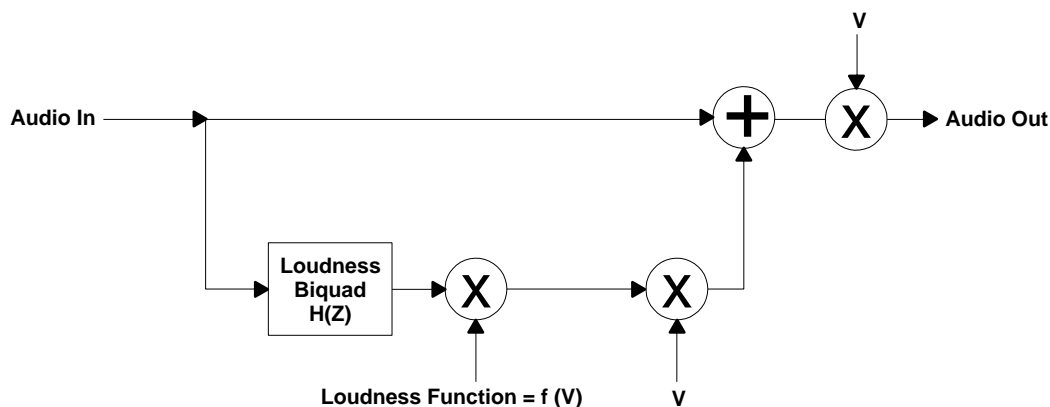 V
Audio In
+
X
Audio Out
Loudness
Biquad
H(Z)
X
X
Loudness Function = f (V)
V